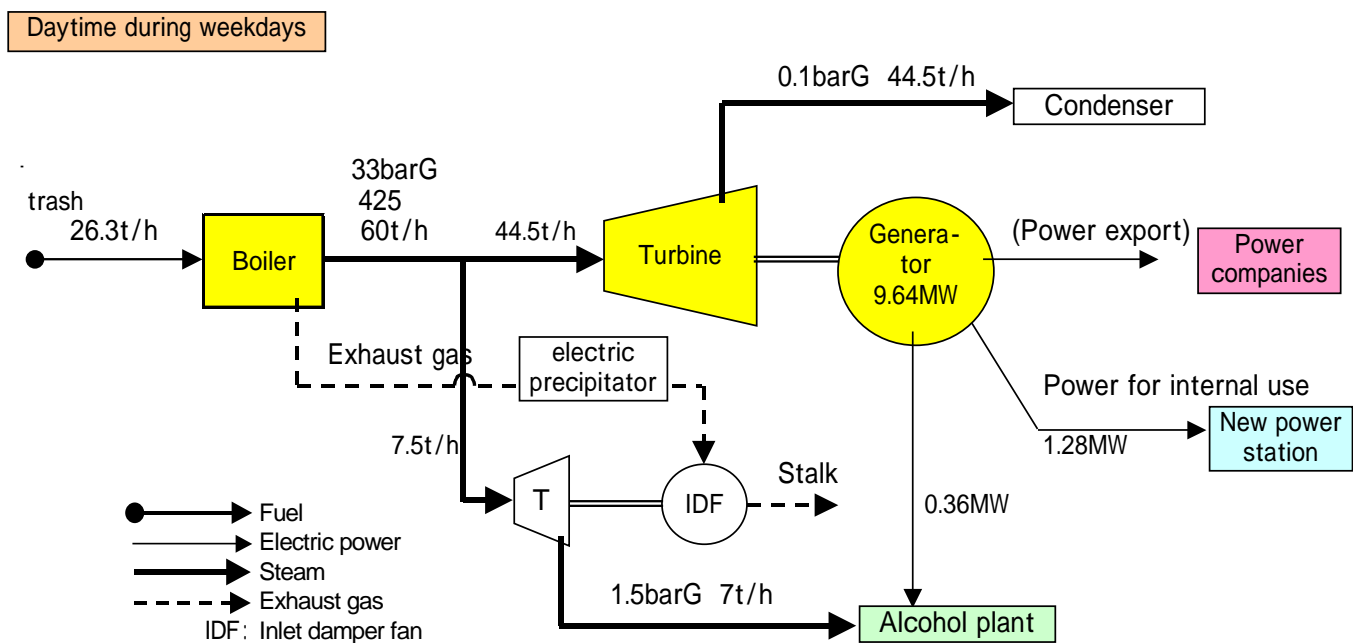 Daytime during weekdays
0.1barG 44.5t/h
Condenser
33barG
425
60t/h
trash
26.3t/h
44.5t/h
Boiler
Turbine
Genera-
tor
9.64MW
(Power export)
Power
companies
Exhaust gas
electric
precipitator
Power for internal use
New power
station
1.28MW
7.5t/h
T
IDF
Stalk
0.36MW
Fuel
Electric power
Steam
Exhaust gas
IDF: Inlet damper fan
1.5barG 7t/h
Alcohol plant